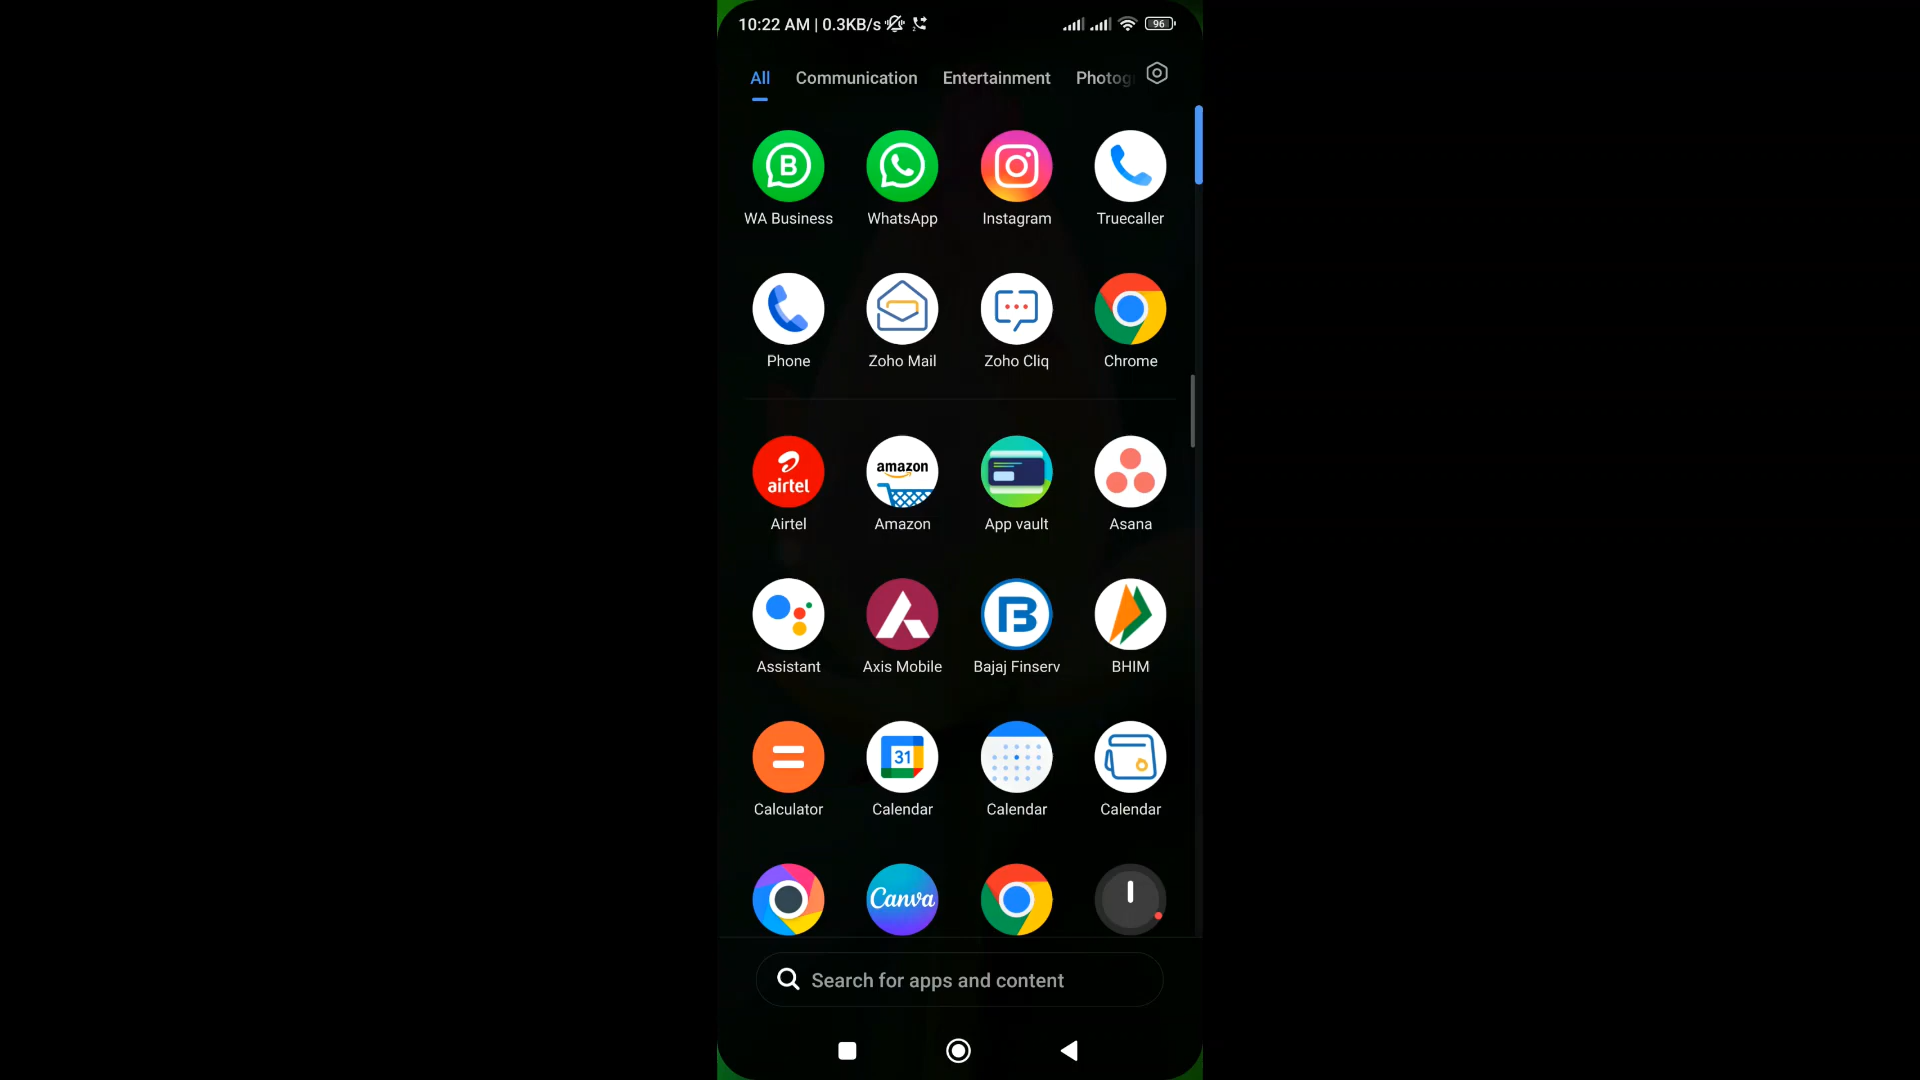 10:22 AM | 0.3KB/s 96
All Communication Entertainment Photog
B
WA Business WhatsApp Instagram Truecaller
Phone Zoho Mail Zoho Cliq Chrome
airtel amazon
Airtel Amazon App vault Asana
B
Assistant Axis Mobile Bajaj Finserv BHIM
31
Calculator Calendar Calendar Calendar
Canva
Search for apps and content